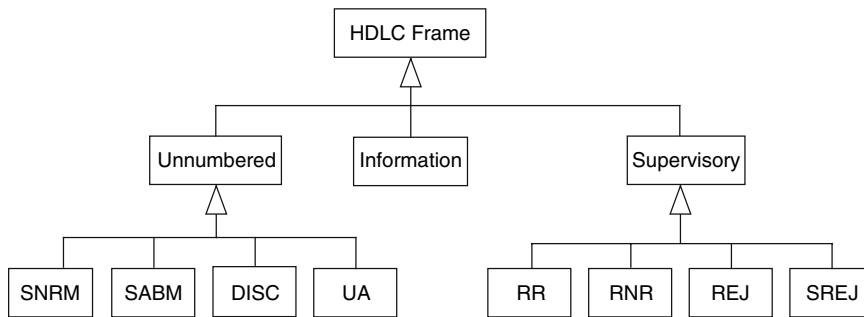 HDLC Frame
Unnumbered
Information
Supervisory
SNRM
SABM
DISC
UA
RR
RNR
REJ
SREJ